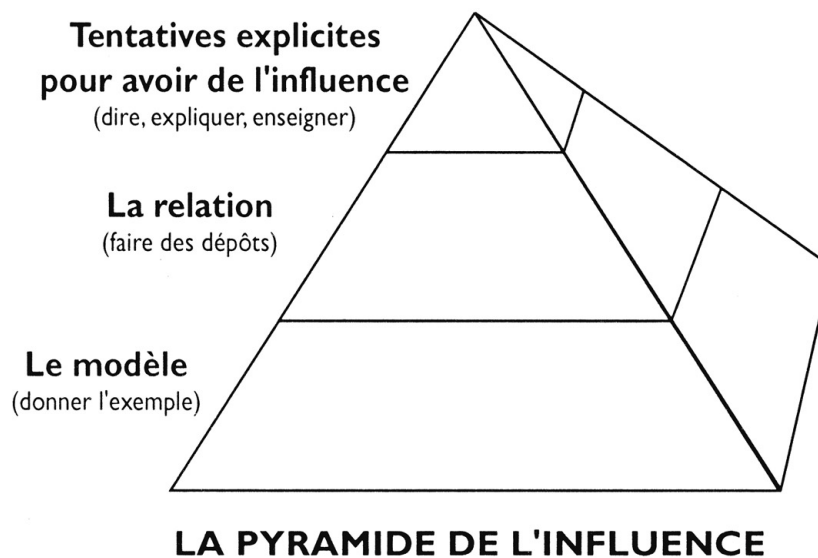 Tentatives explicites
pour avoir de l'influence
(dire, expliquer, enseigner)
La relation
(faire des dépôts)
Le modèle
(donner l'exemple)
LA PYRAMIDE DE L'INFLUENCE